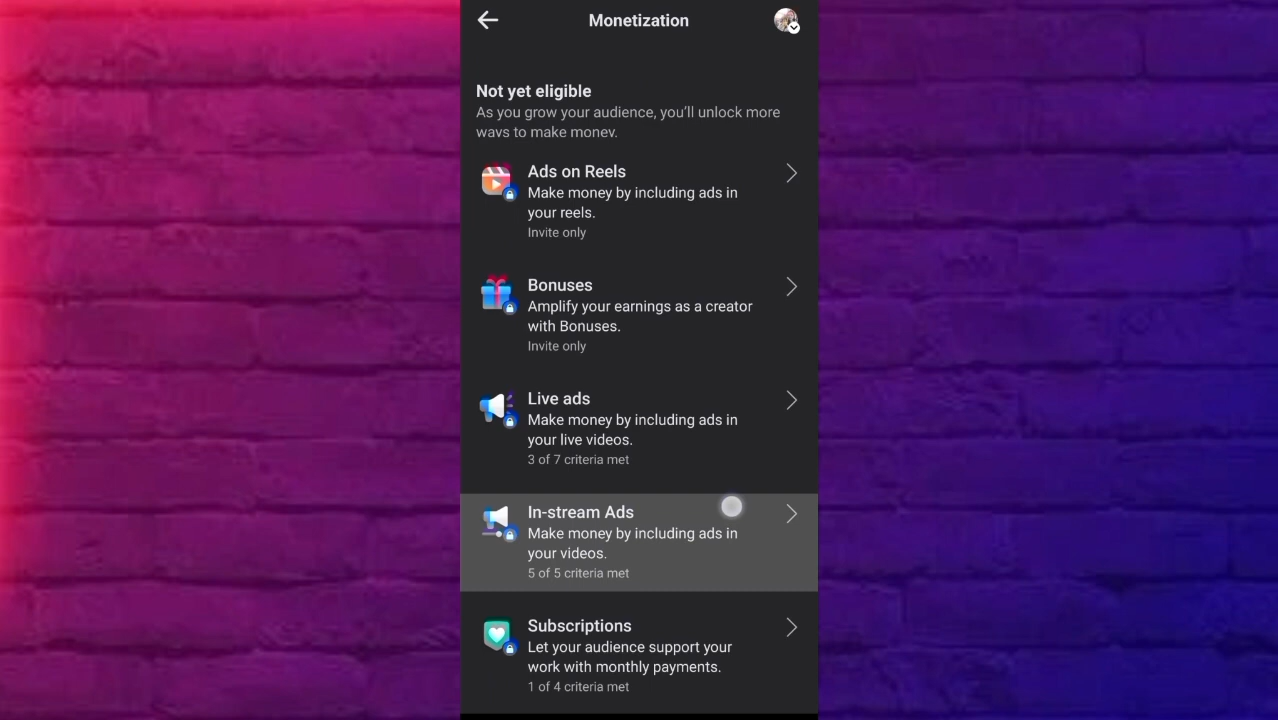 Monetization
Not yet eligible
As you grow your audience, you'll unlock more
ways to make money.
Ads on Reels
Make money by including ads in
your reels.
Invite only
Bonuses
Amplify your earnings as a creator
with Bonuses.
Invite only
Live ads
Make money by including ads in
your live videos.
3 of 7 criteria met
In-stream Ads
Make money by including ads in
your videos.
5 of 5 criteria met
Subscriptions
Let your audience support your
work with monthly payments.
1 of 4 criteria met